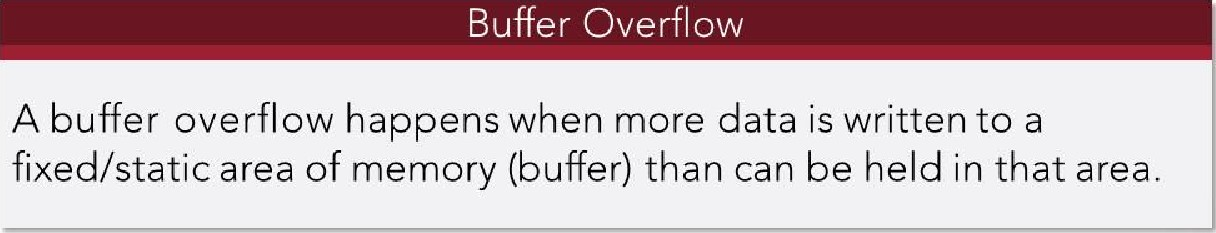 Buffer Overflow
A buffer overflow happens when more data is written to a
fixed/static area of memory (buffer) than can be held in that area.